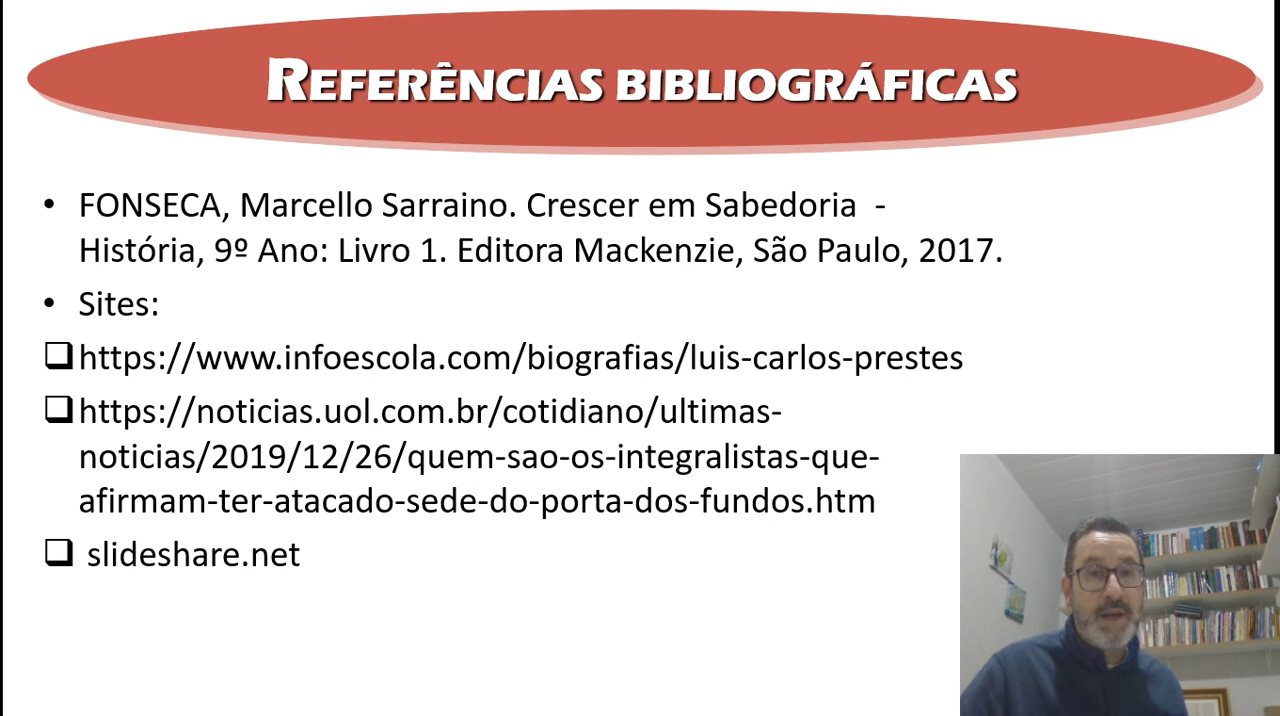 REFERÊNCIAS BIBLIOGRÁFICAS
• FONSECA, Marcello Sarraino. Crescer em Sabedoria -
História, 9º Ano: Livro 1. Editora Mackenzie, São Paulo, 2017.
• Sites:
❑https://www.infoescola.com/biografias/luis-carlos-prestes
❑https://noticias.uol.com.br/cotidiano/ultimas-
noticias/2019/12/26/quem-sao-os-integralistas-que-
afirmam-ter-atacado-sede-do-porta-dos-fundos.htm
❑ slideshare.net